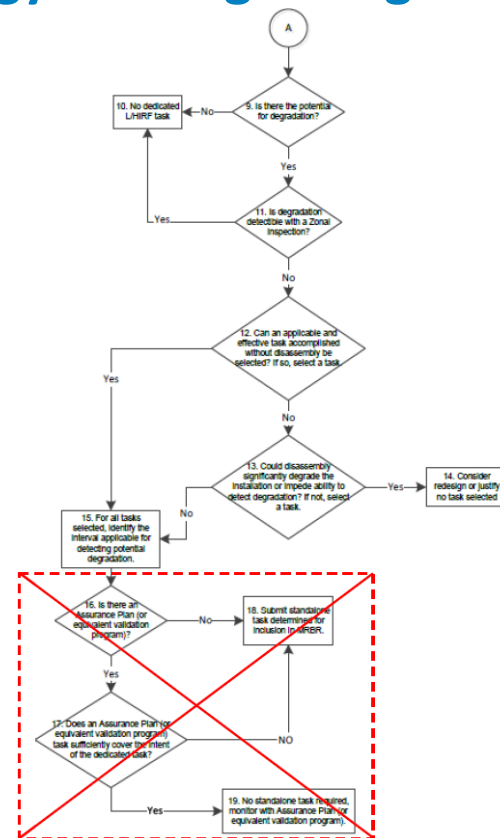 A
9. Is there the potential
for degradation?
No
10. No dedicated
L/HIRF task
Yes
11. Is degradation
detectible with a Zonal
Inspection?
Yes
No
12. Can an applicable and
effective task accomplished
without disassembly be
selected? If so, select a task.
Yes
No
13. Could disassembly
significantly degrade the
installation or impede ability to
detect degradation? If not, select
a task.
Yes
14. Consider
redesign or justify
no task selected
No
15. For all tasks
selected, identify the
interval applicable for
detecting potential
degradation.
16. Is there an
Assurance Plan (or
equivalent validation
program)?
No
18. Submit standalone
task determined for
inclusion in MRBR.
Yes
17. Does an Assurance Plan (or
equivalent validation program)
task sufficiently cover the intent
of the dedicated task?
NO
Yes
19. No standalone task required,
monitor with Assurance Plan (or
equivalent validation program).